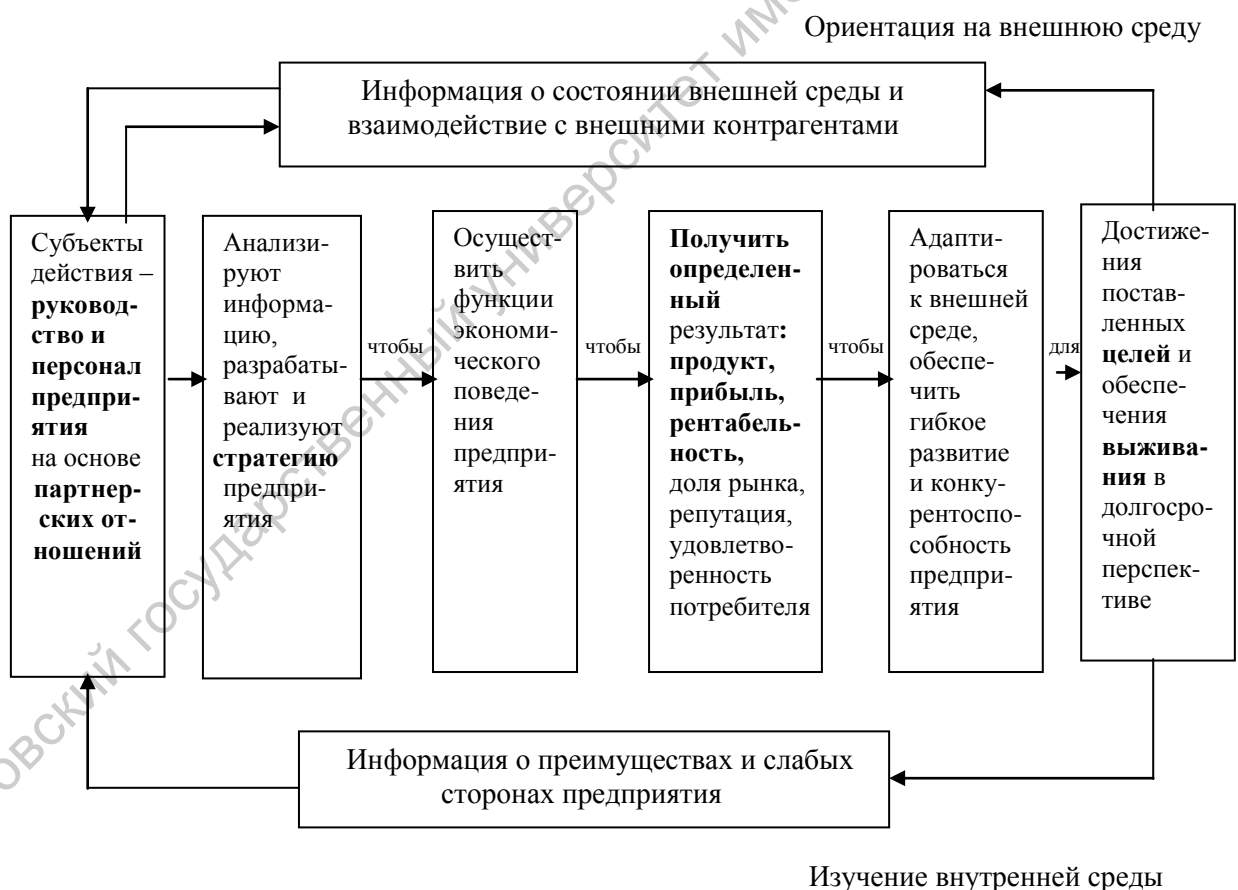 Ориентация на внешнюю среду
Информация о состоянии внешней среды и
взаимодействие с внешними контрагентами
Субъекты
действия –
руковод-
ство и
персонал
предпри-
ятия
на основе
партнер-
ских от-
ношений
Анализи-
руют
информа-
цию,
разрабаты-
вают и
реализуют
стратегию
предпри-
ятия
чтобы
Осущест-
вить
функции
экономи-
ческого
поведе-
ния
предпри-
ятия
чтобы
Получить
определен-
ный
результат:
продукт,
прибыль,
рентабель-
ность,
доля рынка,
репутация,
удовлетво-
ренность
потребителя
чтобы
Адапти-
роваться
к внешней
среде,
обеспе-
чить
гибкое
развитие
и конку-
рентоспо-
собность
предпри-
ятия
для
Достиже-
ния
постав-
ленных
целей и
обеспе-
чения
выжива-
ния в
долгосро-
чной
перспек-
тиве
Информация о преимуществах и слабых
сторонах предприятия
Изучение внутренней среды
государственный университет